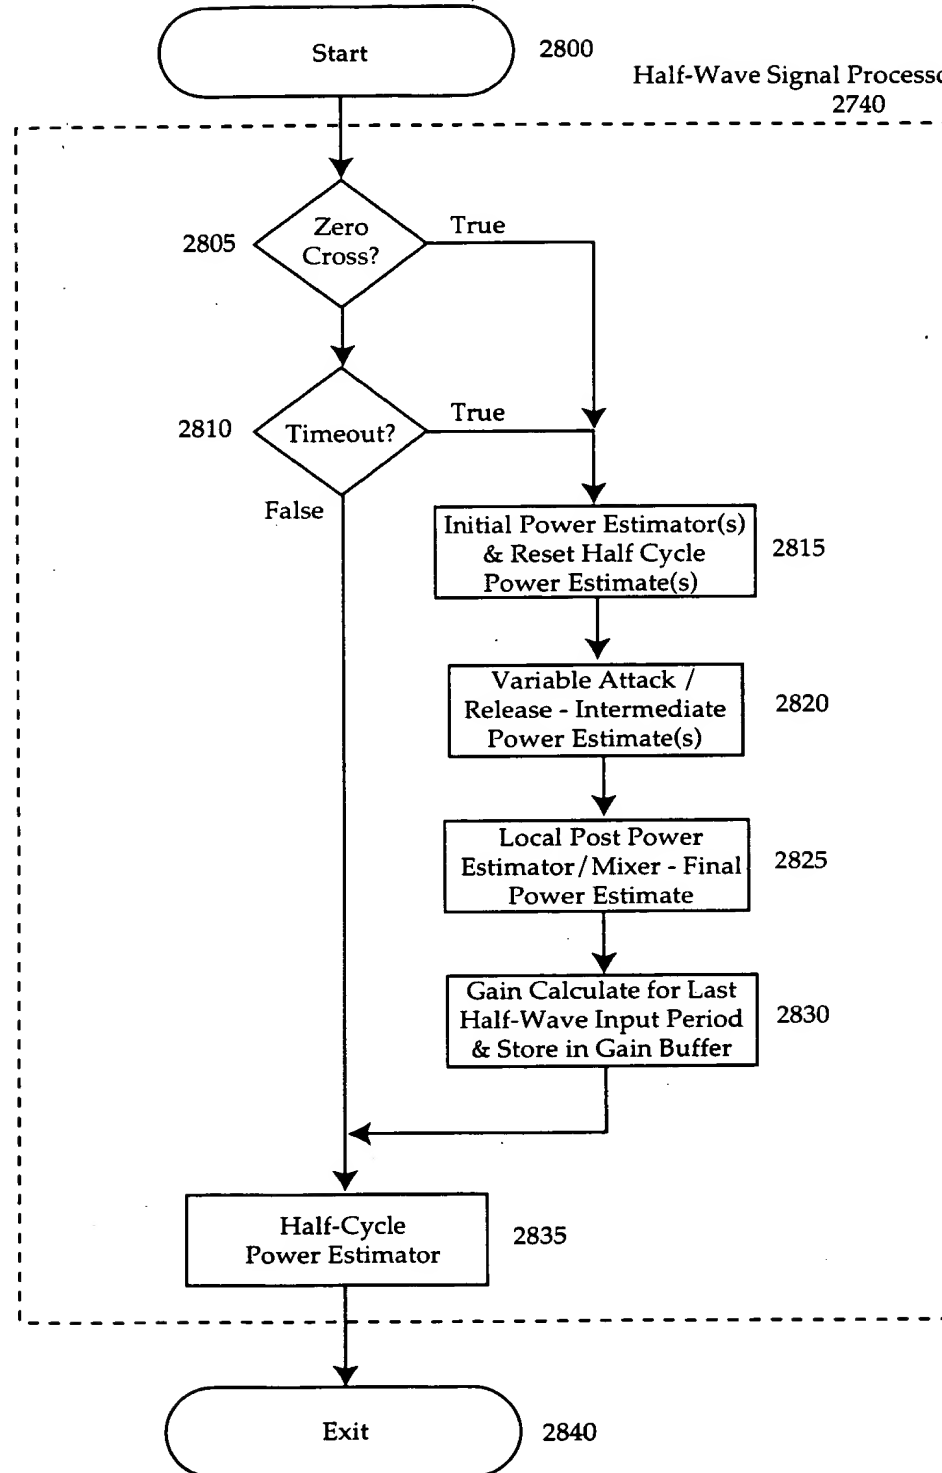 Start
2800
Half-Wave Signal Processo
2740
Zero
Cross?
2805
True
Timeout?
2810
True
False
Initial Power Estimator(s)
& Reset Half Cycle
Power Estimate(s)
2815
Variable Attack /
Release - Intermediate
Power Estimate(s)
2820
Local Post Power
Estimator/Mixer - Final
Power Estimate
2825
Gain Calculate for Last
Half-Wave Input Period
& Store in Gain Buffer
2830
Half-Cycle
Power Estimator
2835
Exit
2840